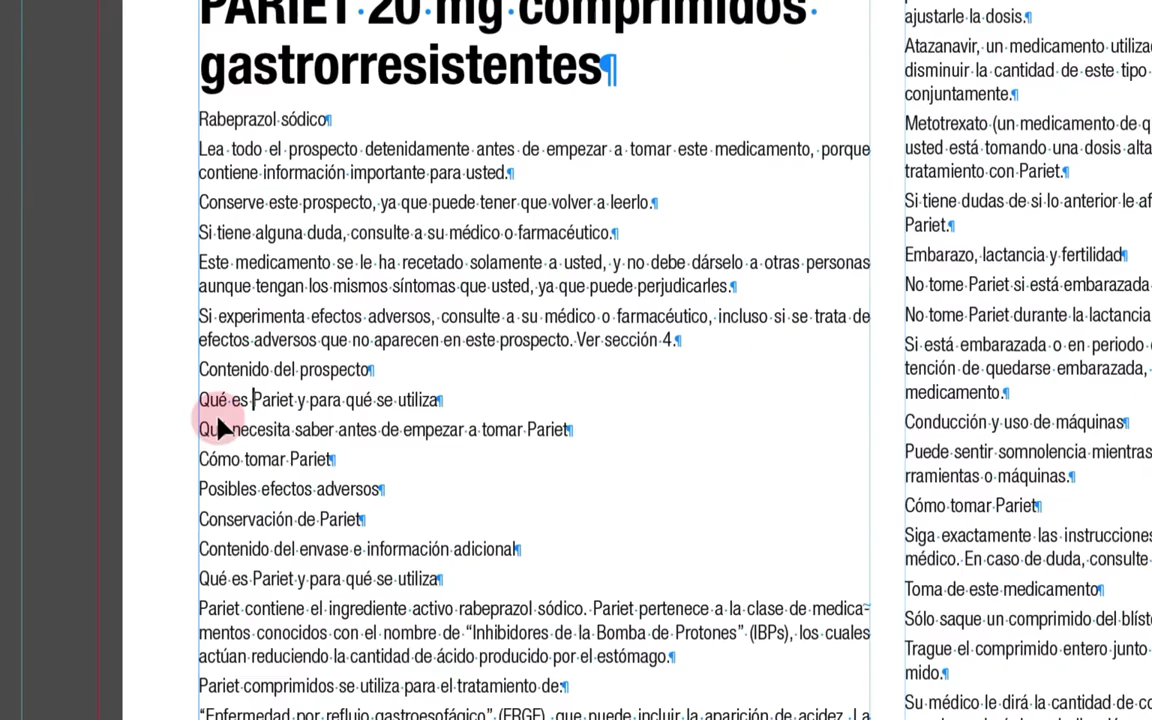 PARIET 20 mg comprimidos
gastrorresistentes
Rabeprazol sódico
Lea todo el prospecto detenidamente antes de empezar a tomar este medicamento, porque
contiene información importante para usted.
Conserve este prospecto, ya que puede tener que volver a leerlo.
Si tiene alguna duda, consulte a su médico o farmacéutico.
Este medicamento se le ha recetado solamente a usted, y no debe dárselo a otras personas
aunque tengan los mismos síntomas que usted, ya que puede perjudicarles.
Si experimenta efectos adversos, consulte a su médico o farmacéutico, incluso si se trata de
efectos adversos que no aparecen en este prospecto. Ver sección 4.
Contenido del prospecto
Qué es Pariet y para qué se utiliza
Qué necesita saber antes de empezar a tomar Pariet
Cómo tomar Pariet
Posibles efectos adversos
Conservación de Pariet
Contenido del envase e información adicional
Qué es Pariet y para qué se utiliza
Pariet contiene el ingrediente activo rabeprazol sódico. Pariet pertenece a la clase de medica-
mentos conocidos con el nombre de “Inhibidores de la Bomba de Protones” (IBPs), los cuales
actúan reduciendo la cantidad de ácido producido por el estómago.
Pariet comprimidos se utiliza para el tratamiento de:
“Enfermedad por reflujo gastroesofágico” (ERGE), que puede incluir la aparición de acidez. La
ajustarle la dosis.
Atazanavir, un medicamento
disminuir la cantidad de este tipo
conjuntamente.
Metotrexato (un medicamento de
usted está tomando una dosis
tratamiento con Pariet.
Si tiene dudas de si lo anterior le
Pariet.
Embarazo, lactancia y fertilidad
No tome Pariet si está embarazada
No tome Pariet durante la lactancia
Si está embarazada o en periodo
tención de quedarse embarazada,
medicamento.
Conducción y uso de máquinas
Puede sentir somnolencia mientras
rramientas o máquinas.
Cómo tomar Pariet
Siga exactamente las instrucciones
médico. En caso de duda, consulte
Toma de este medicamento
Sólo saque un comprimido del
Trague el comprimido entero junto
mido.
Su médico le dirá la cantidad de